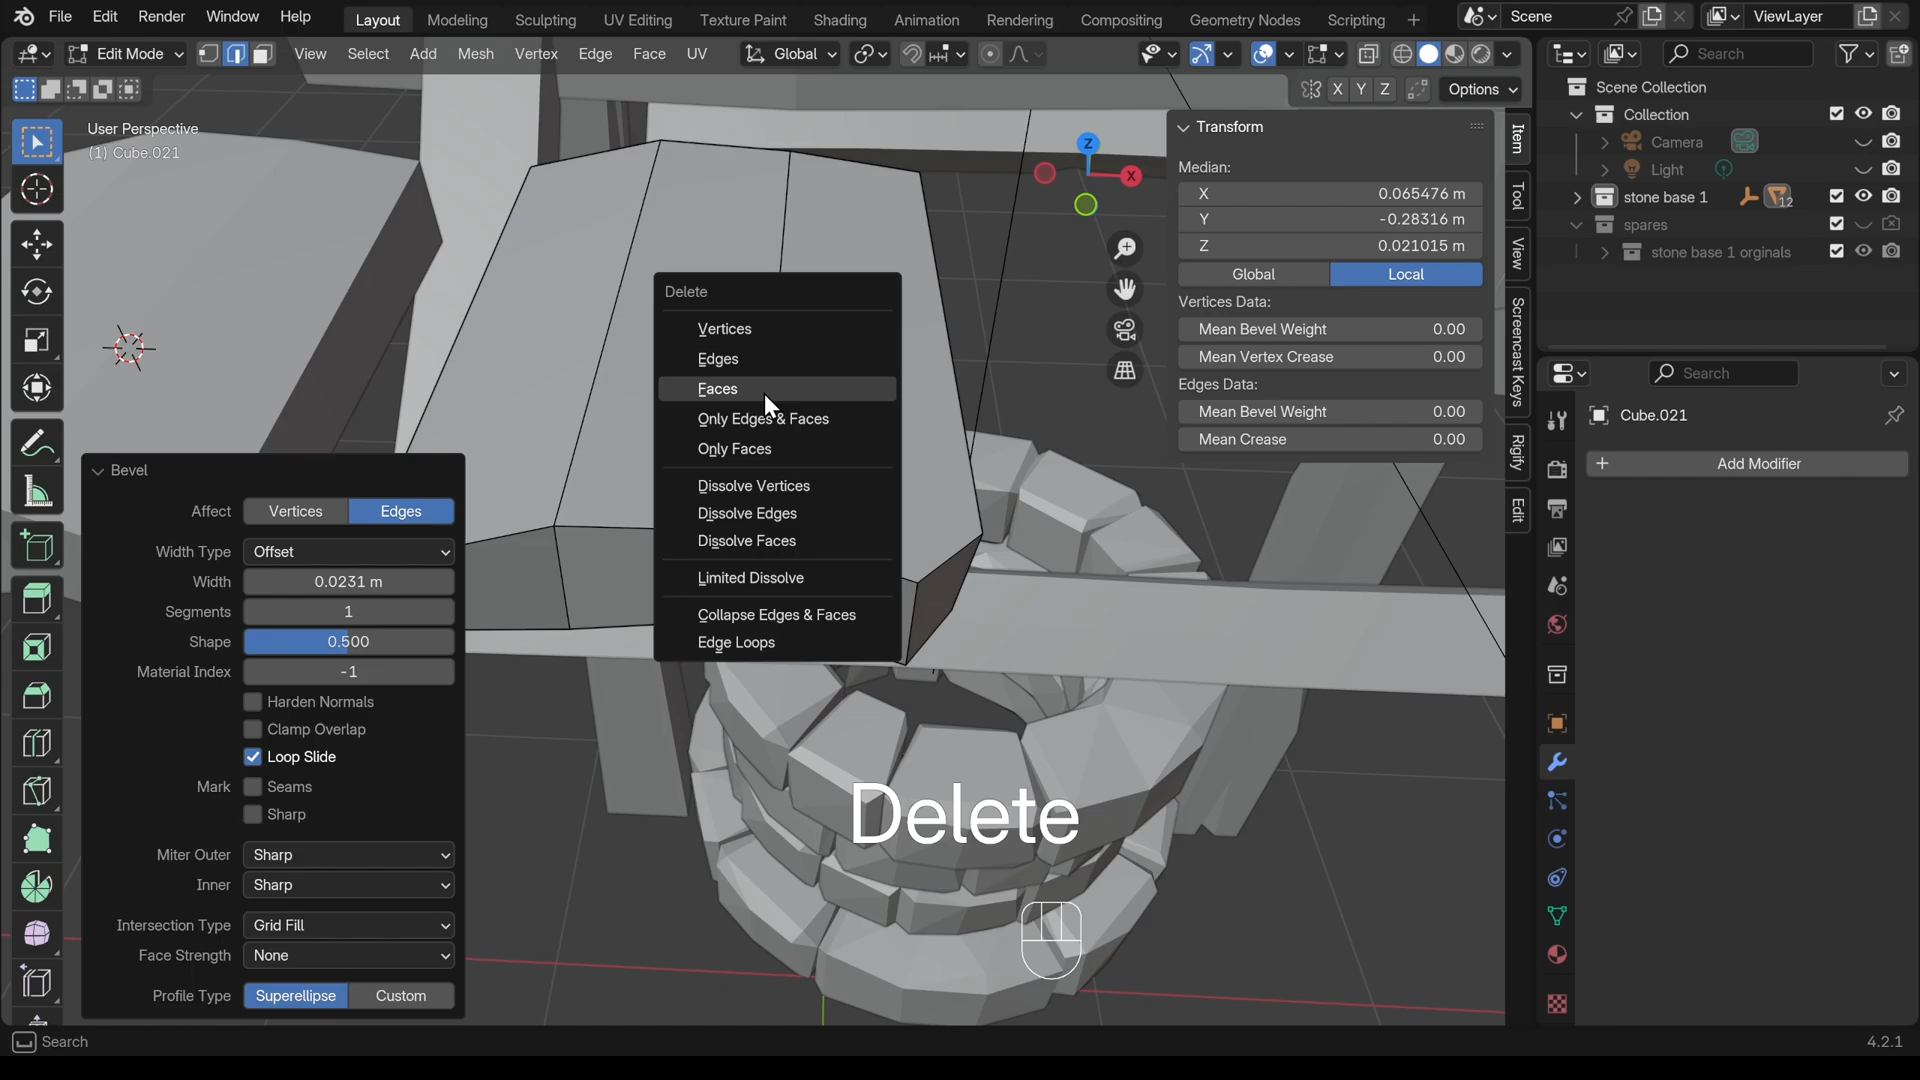 File Edit Render Window Help Layout Modeling Sculpting UV Editing Texture Paint Shading Animation Rendering Compositing Geometry Nodes Scripting + Scene ViewLayer
Edit Mode View Select Add Mesh Vertex Edge Face UV Global Search
X Y Z Options
User Perspective
(1) Cube.021
Z
X
Transform
Median:
X 0.065476 m
Y -0.28316 m
Z 0.021015 m
Global Local
Vertices Data:
Mean Bevel Weight 0.00
Mean Vertex Crease 0.00
Edges Data:
Mean Bevel Weight 0.00
Mean Crease 0.00
Item
Tool
View
Screencast Keys
Rigify
Edit
Scene Collection
Collection
Camera
Light
stone base 1 12
spares
stone base 1 orginals
Search
Cube.021
+ Add Modifier
Delete
Vertices
Edges
Faces
Only Edges & Faces
Only Faces
Dissolve Vertices
Dissolve Edges
Dissolve Faces
Limited Dissolve
Collapse Edges & Faces
Edge Loops
Bevel
Affect Vertices Edges
Width Type Offset
Width 0.0231 m
Segments 1
Shape 0.500
Material Index -1
Harden Normals
Clamp Overlap
Loop Slide
Mark Seams
Sharp
Miter Outer Sharp
Inner Sharp
Intersection Type Grid Fill
Face Strength None
Profile Type Superellipse Custom
Delete
Search 4.2.1